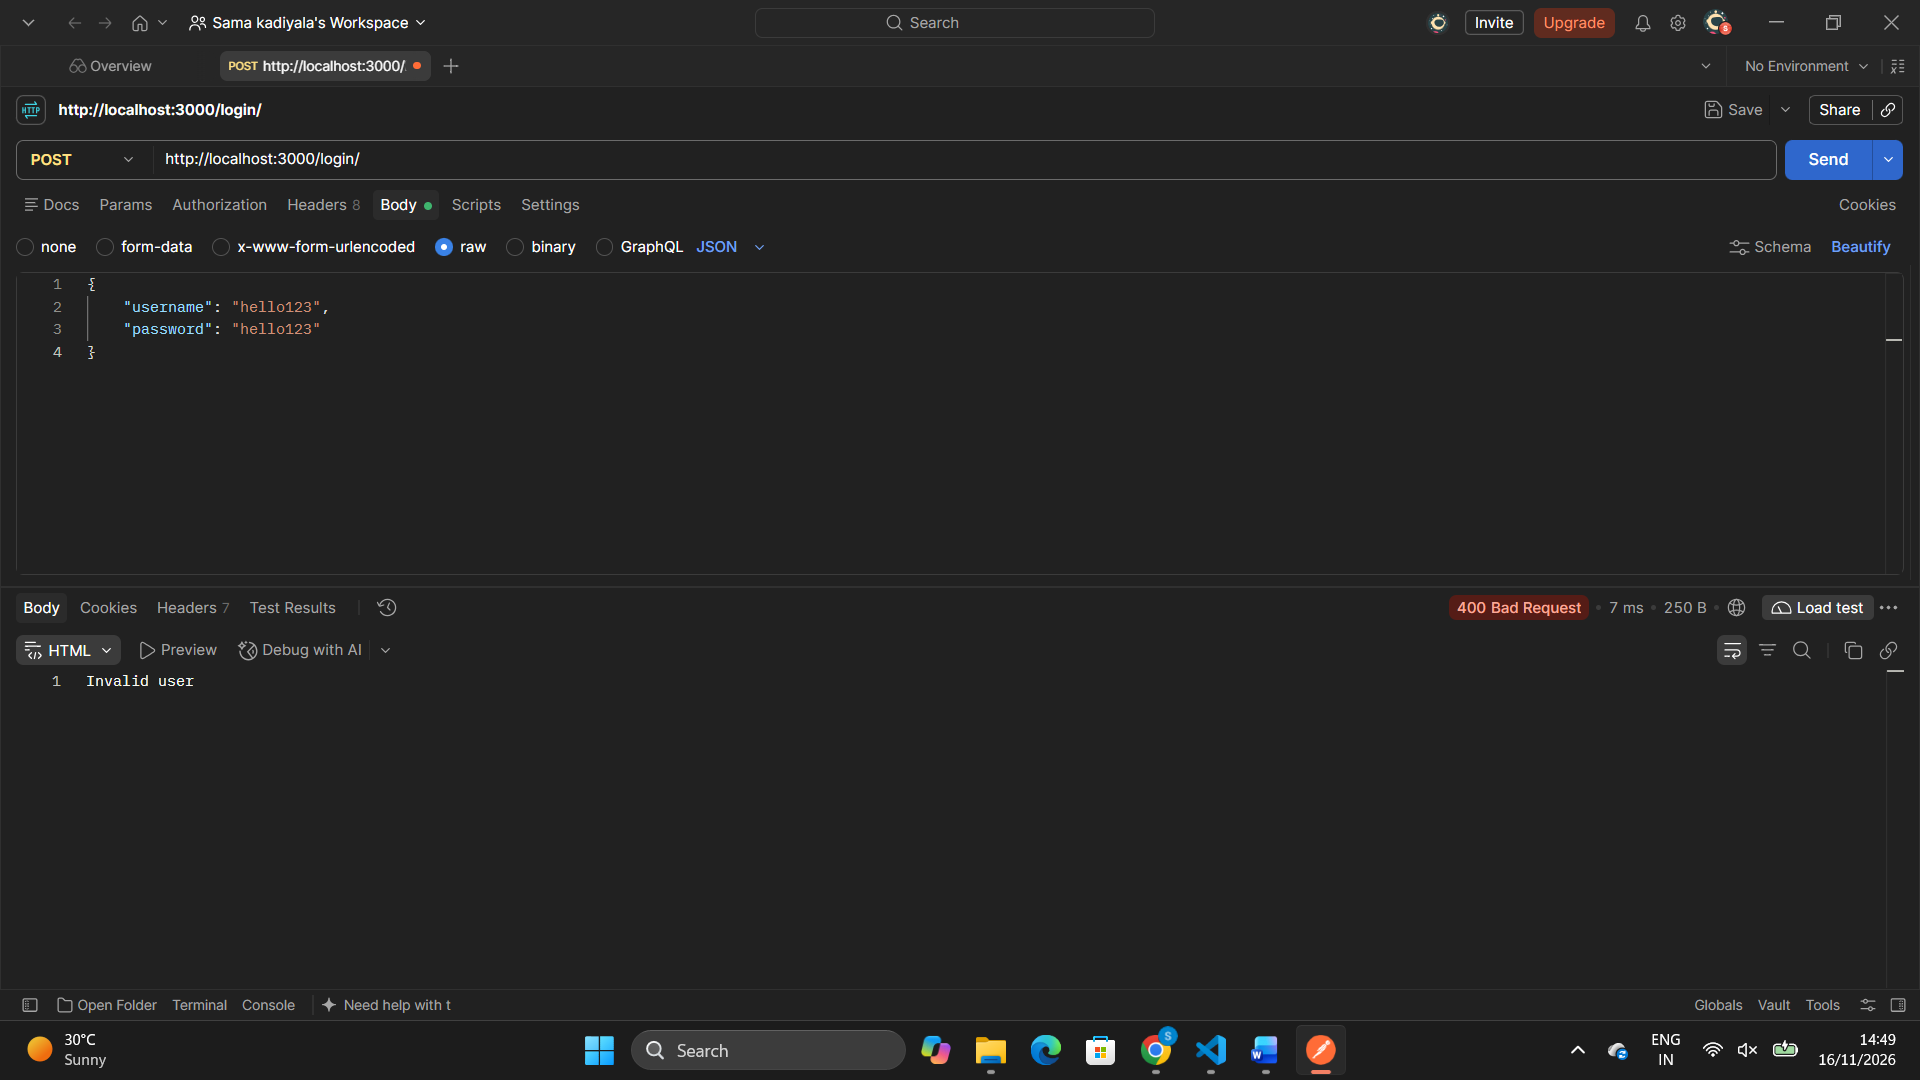 Sama kadiyala's Workspace
Search
Invite
Upgrade
5
Overview
POST http://localhost:3000/
No Environment
HTTP
http://localhost:3000/login/
Save
Share
POST
http://localhost:3000/login/
Send
Docs
Params
Authorization
Headers 8
Body
Scripts
Settings
Cookies
none
form-data
x-www-form-urlencoded
raw
binary
GraphQL
JSON
Schema
Beautify
1 {
2 "username": "hello123",
3 "password": "hello123"
4 }
Body
Cookies
Headers 7
Test Results
400 Bad Request
7 ms
250 B
Load test
HTML
Preview
Debug with AI
1 Invalid user
Open Folder
Terminal
Console
Need help with t
Globals
Vault
Tools
30°C
Sunny
Search
S
W
ENG
IN
14:49
16/11/2026